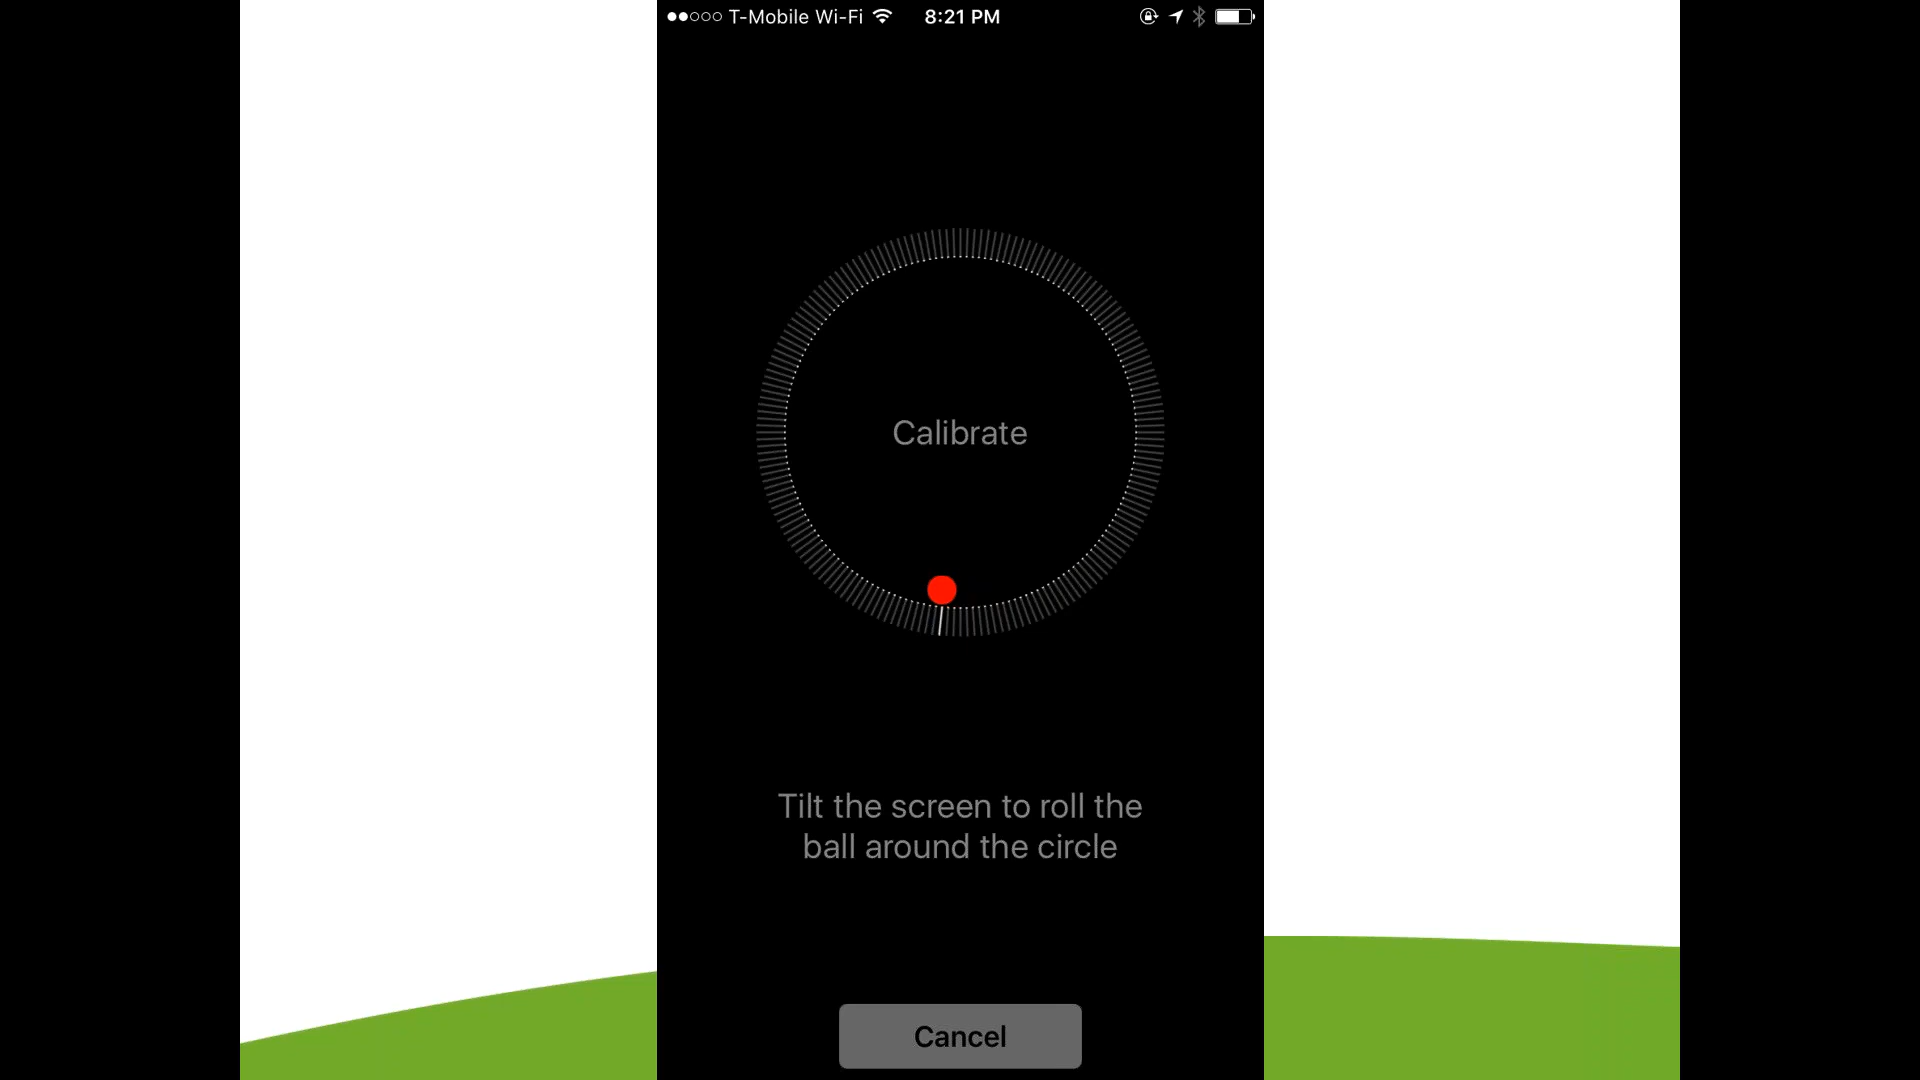 T-Mobile Wi-Fi 8:21 PM
Calibrate
Tilt the screen to roll the
ball around the circle
Cancel